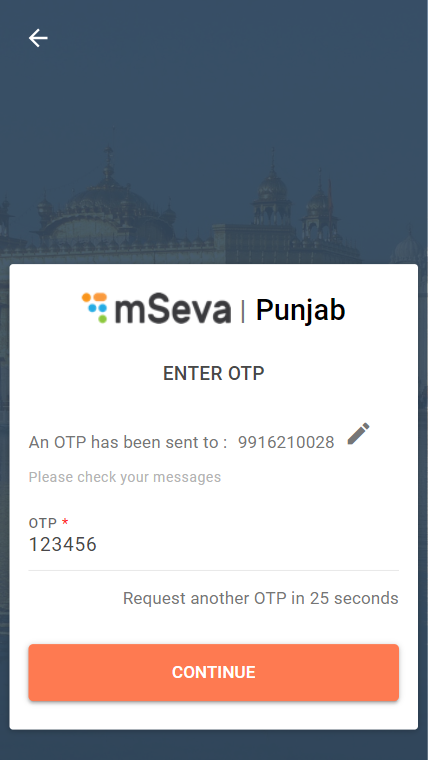 mSeva | Punjab
ENTER OTP
An OTP has been sent to : 9916210028
Please check your messages
OTP *
123456
Request another OTP in 25 seconds
CONTINUE